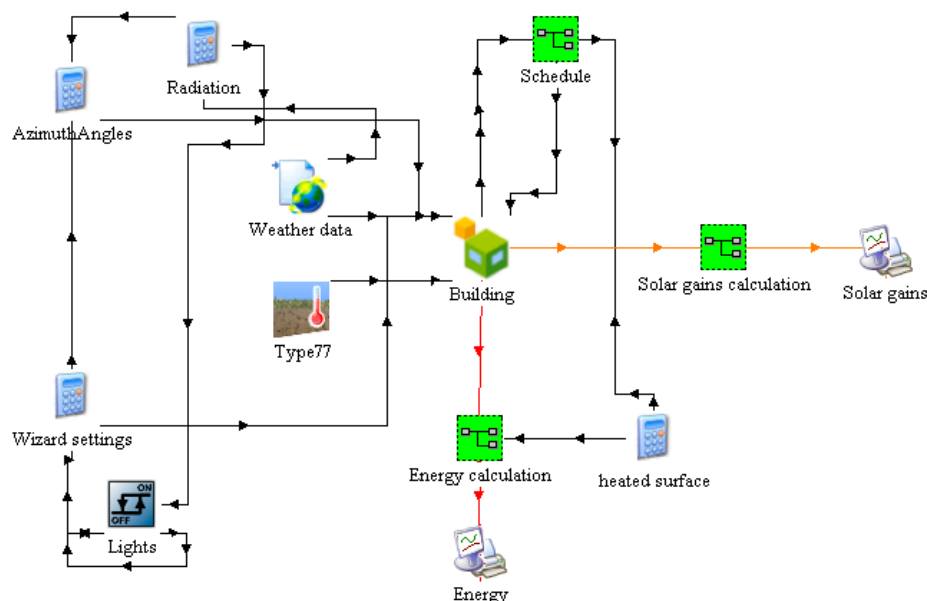 Radiation
Schedule
AzimuthAngles
Weather data
Building
Solar gains calculation
Solar gains
Type77
Wizard settings
Energy calculation
heated surface
ON
OFF
Lights
Energy